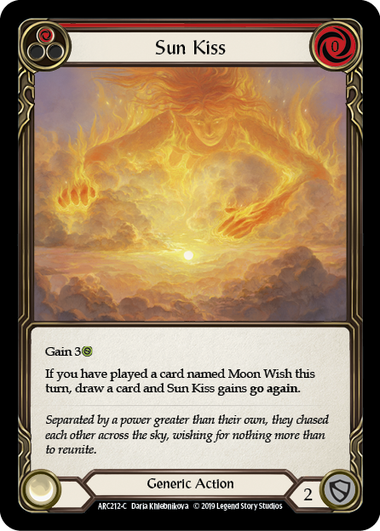 Sun Kiss
0
Gain 3
If you have played a card named Moon Wish this
turn, draw a card and Sun Kiss gains go again.
Separated by a power greater than their own, they chased
each other across the sky, wishing for nothing more than
to reunite.
Generic Action
2
ARC212-C Daria Khlebnikova © 2019 Legend Story Studios